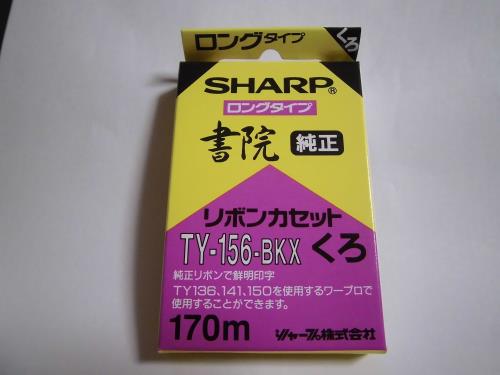 ロングタイプ
くろ
SHARP®
ロングタイプ
書院 純正
リボンカセット
TY-156-BKX くろ
純正リボンで鮮明印字
TY136,141,150を使用するワープロで
使用することができます。
170m シャープ株式会社